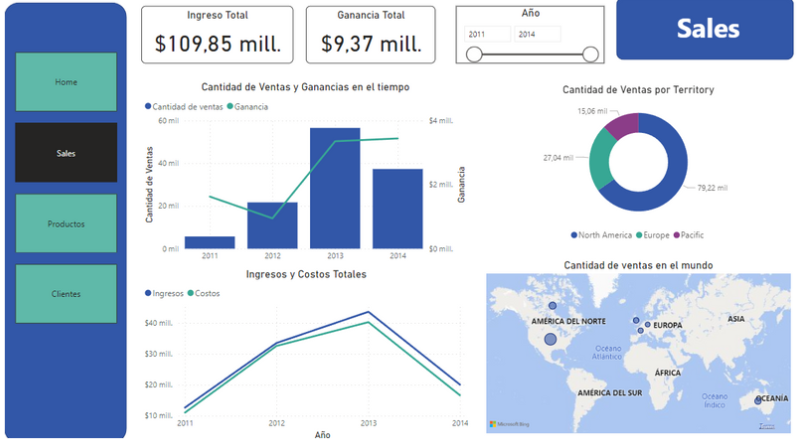 Home
Sales
Productos
Clientes
Ingreso Total
$109,85 mill.
Ganancia Total
$9,37 mill.
Año
2011
2014
Sales
Cantidad de Ventas y Ganancias en el tiempo
Cantidad de ventas
Ganancia
Cantidad de Ventas
60 mil
40 mil
20 mil
0 mil
$4 mill.
$2 mill.
$0 mill.
Ganancia
2011
2012
2013
2014
Cantidad de Ventas por Territory
15,06 mil
27,04 mil
79,22 mil
North America
Europe
Pacific
Ingresos y Costos Totales
Ingresos
Costos
$40 mill.
$30 mill.
$20 mill.
$10 mill.
2011
2012
2013
2014
Año
Cantidad de ventas en el mundo
AMÉRICA DEL NORTE
EUROPA
ASIA
Océano
Atlántico
ÁFRICA
AMÉRICA DEL SUR
Océano
Índico
OCEANÍA
Microsoft Bing